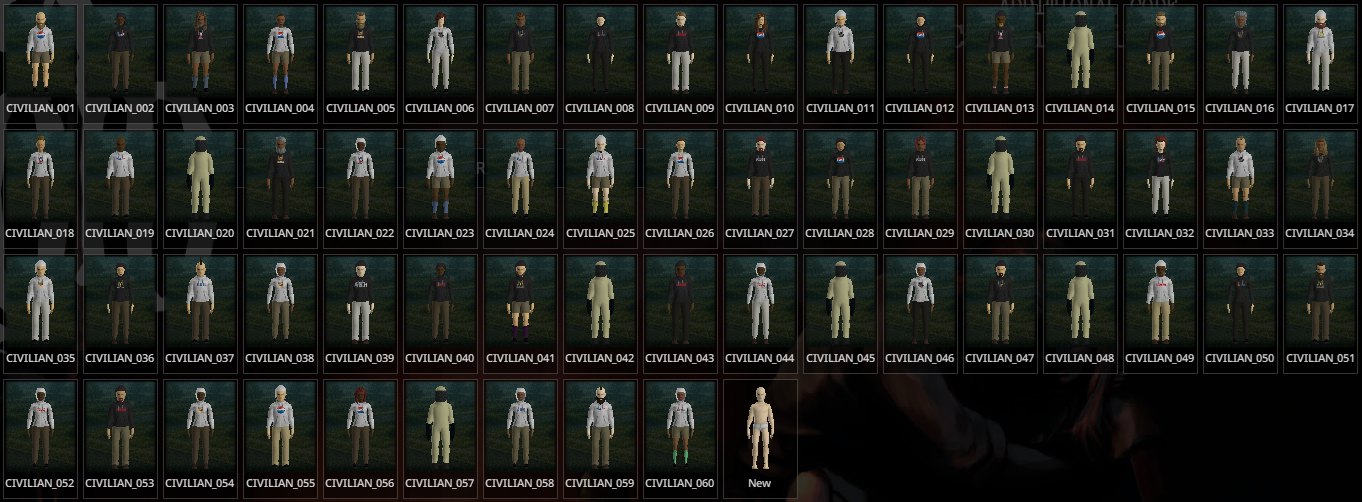 CIVILIAN_001 CIVILIAN_002 CIVILIAN_003 CIVILIAN_004 CIVILIAN_005 CIVILIAN_006 CIVILIAN_007 CIVILIAN_008 CIVILIAN_009 CIVILIAN_010 CIVILIAN_011 CIVILIAN_012 CIVILIAN_013 CIVILIAN_014 CIVILIAN_015 CIVILIAN_016 CIVILIAN_017
CIVILIAN_018 CIVILIAN_019 CIVILIAN_020 CIVILIAN_021 CIVILIAN_022 CIVILIAN_023 CIVILIAN_024 CIVILIAN_025 CIVILIAN_026 CIVILIAN_027 CIVILIAN_028 CIVILIAN_029 CIVILIAN_030 CIVILIAN_031 CIVILIAN_032 CIVILIAN_033 CIVILIAN_034
CIVILIAN_035 CIVILIAN_036 CIVILIAN_037 CIVILIAN_038 CIVILIAN_039 CIVILIAN_040 CIVILIAN_041 CIVILIAN_042 CIVILIAN_043 CIVILIAN_044 CIVILIAN_045 CIVILIAN_046 CIVILIAN_047 CIVILIAN_048 CIVILIAN_049 CIVILIAN_050 CIVILIAN_051
CIVILIAN_052 CIVILIAN_053 CIVILIAN_054 CIVILIAN_055 CIVILIAN_056 CIVILIAN_057 CIVILIAN_058 CIVILIAN_059 CIVILIAN_060 New